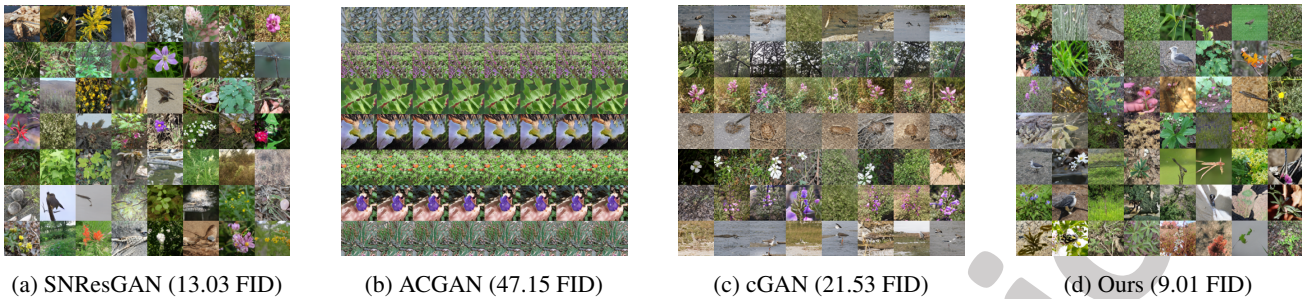 (a) SNResGAN (13.03 FID)
(b) ACGAN (47.15 FID)
(c) cGAN (21.53 FID)
(d) Ours (9.01 FID)